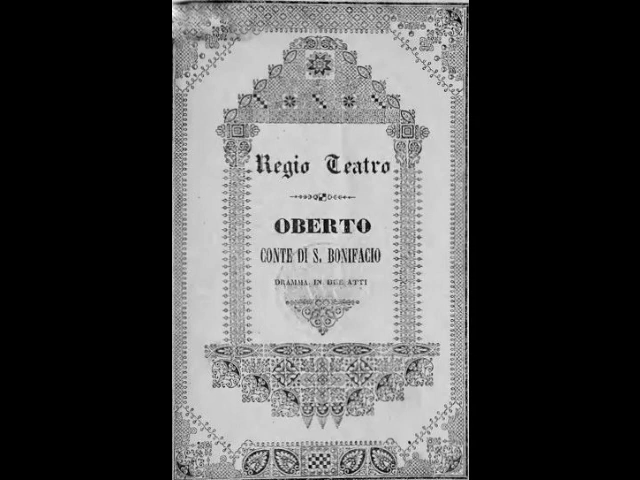 Regio Teatro
OBERTO
CONTE DI S. BONIFACIO
DRAMMA IN DUE ATTI